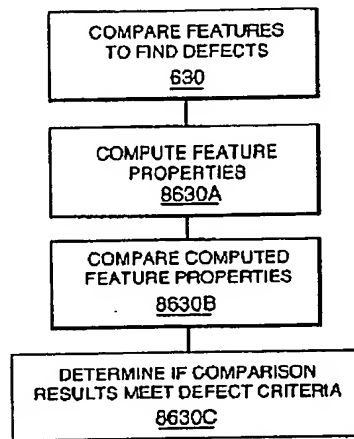 COMPARE FEATURES
TO FIND DEFECTS
630
COMPUTE FEATURE
PROPERTIES
8630A
COMPARE COMPUTED
FEATURE PROPERTIES
8630B
DETERMINE IF COMPARISON
RESULTS MEET DEFECT CRITERIA
8630C